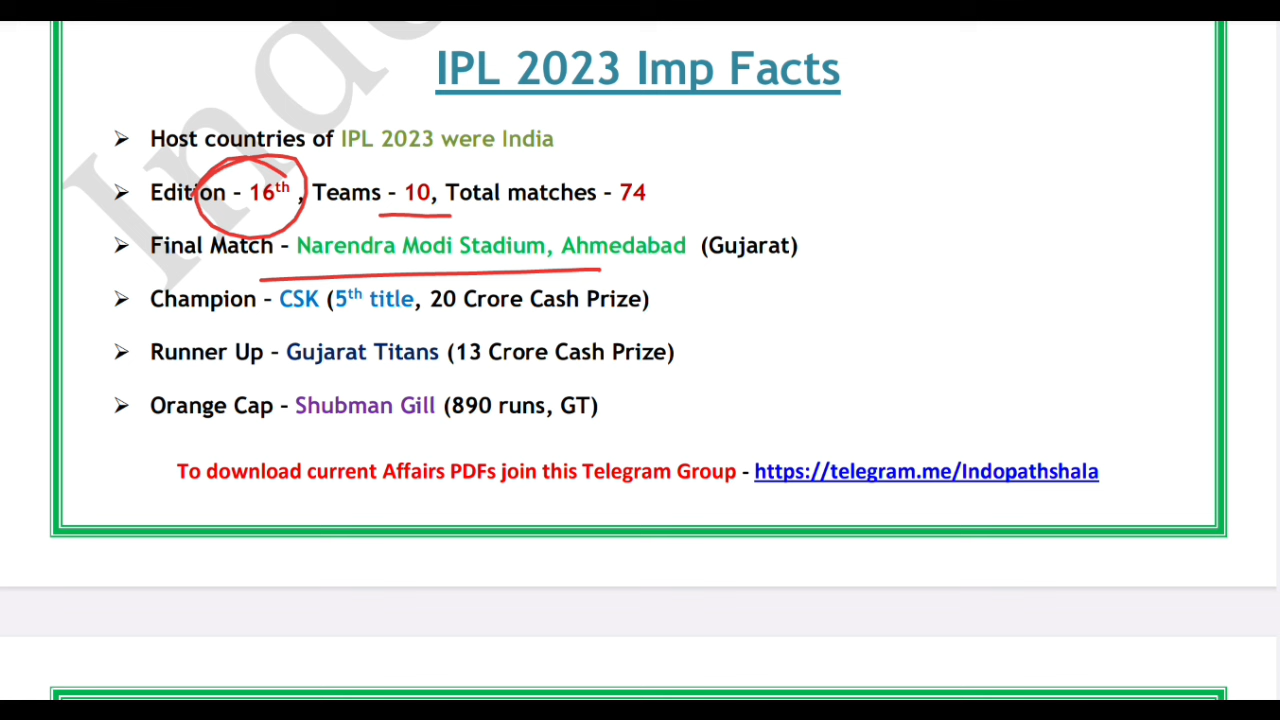 IPL 2023 Imp Facts
➢ Host countries of IPL 2023 were India
➢ Edition – 16th , Teams – 10, Total matches – 74
➢ Final Match – Narendra Modi Stadium, Ahmedabad (Gujarat)
➢ Champion – CSK (5th title, 20 Crore Cash Prize)
➢ Runner Up – Gujarat Titans (13 Crore Cash Prize)
➢ Orange Cap – Shubman Gill (890 runs, GT)
To download current Affairs PDFs join this Telegram Group - https://telegram.me/Indopathshala